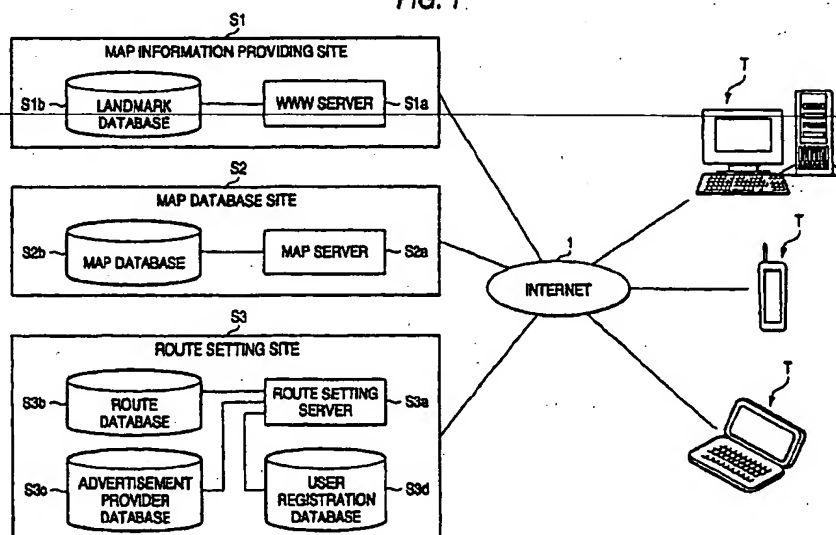 FIG. 1
S1
MAP INFORMATION PROVIDING SITE
S1b
LANDMARK
DATABASE
WWW SERVER
S1a
S2
MAP DATABASE SITE
S2b
MAP DATABASE
MAP SERVER
S2a
S3
ROUTE SETTING SITE
S3b
ROUTE
DATABASE
ROUTE SETTING
SERVER
S3a
S3c
ADVERTISEMENT
PROVIDER
DATABASE
USER
REGISTRATION
DATABASE
S3d
1
INTERNET
T
T
T